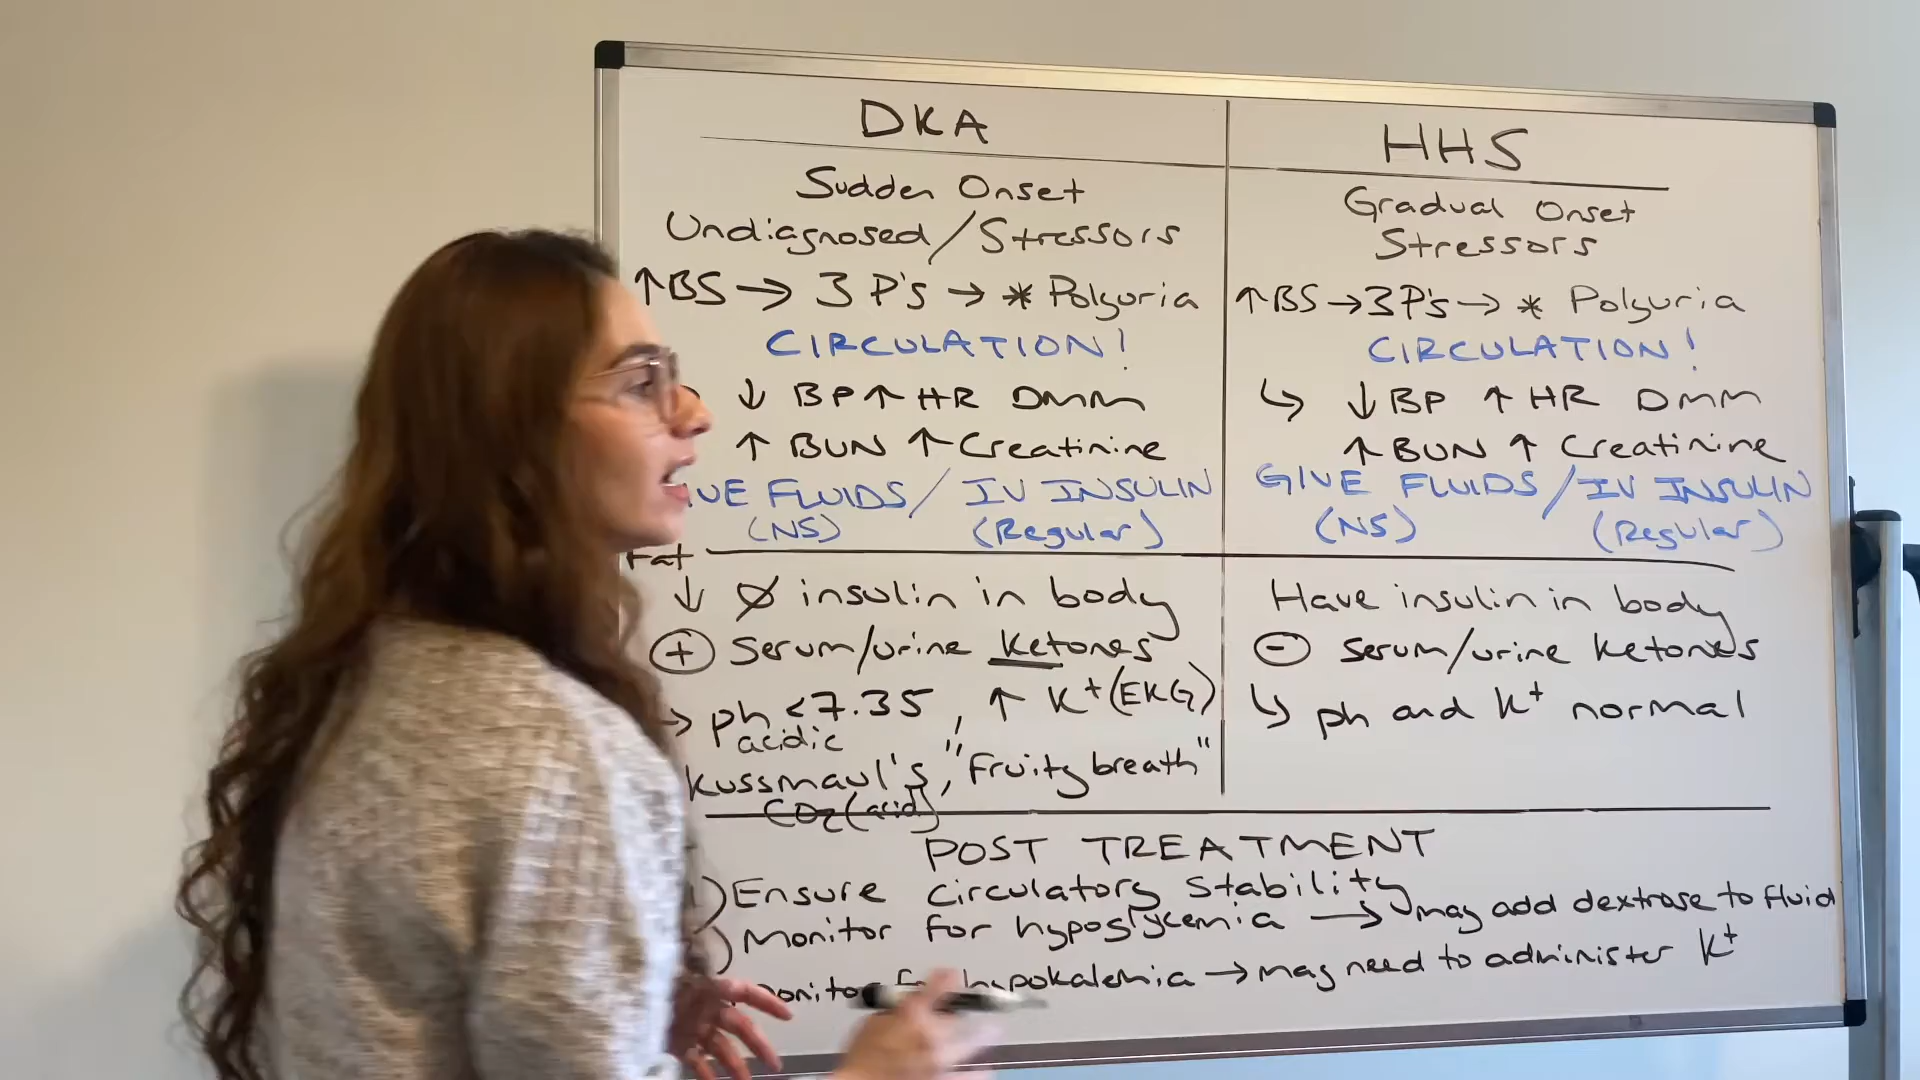 DKA
Sudden Onset
Undiagnosed/Stressors
↑BS → 3 P's → * Polyuria
CIRCULATION!
↓ BP ↑ HR DMM
↑ BUN ↑ Creatinine
FLUIDS / IV INSULIN
(NS) (Regular)
Fat
↓ Ø insulin in body
⊕ Serum/urine Ketones
→ ph <7.35, ↑ K+ (EKG)
acidic
Kussmaul's, "Fruity breath"
CO2 (acid)
HHS
Gradual Onset
Stressors
↑BS → 3P's → * Polyuria
CIRCULATION!
↳ ↓ BP ↑ HR DMM
↑ BUN ↑ Creatinine
GIVE FLUIDS / IV INSULIN
(NS) (Regular)
Have insulin in body
⊖ Serum/urine Ketones
↳ ph and K+ normal
POST TREATMENT
1) Ensure circulatory stability
) Monitor for hypoglycemia → may add dextrose to fluid
hypokalemia → may need to administer K+